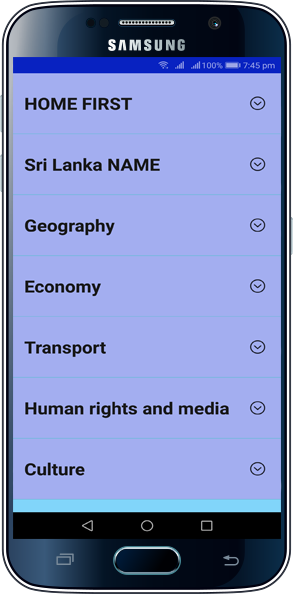 SAMSUNG
100% 7:45 pm
HOME FIRST
Sri Lanka NAME
Geography
Economy
Transport
Human rights and media
Culture